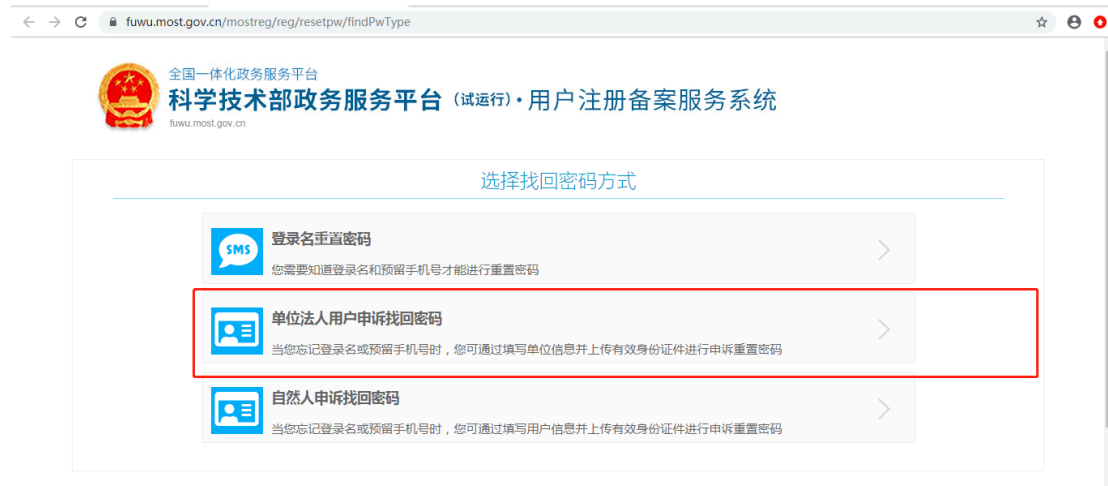 fuwu.most.gov.cn/mostreg/reg/resetpw/findPwType
全国一体化政务服务平台
科学技术部政务服务平台（试运行）·用户注册备案服务系统
fuwu.most.gov.cn
选择找回密码方式
SMS
登录名重置密码
您需要知道登录名和预留手机号才能进行重置密码
单位法人用户申诉找回密码
当您忘记登录名或预留手机号时，您可通过填写单位信息并上传有效身份证件进行申诉重置密码
自然人申诉找回密码
当您忘记登录名或预留手机号时，您可通过填写用户信息并上传有效身份证件进行申诉重置密码